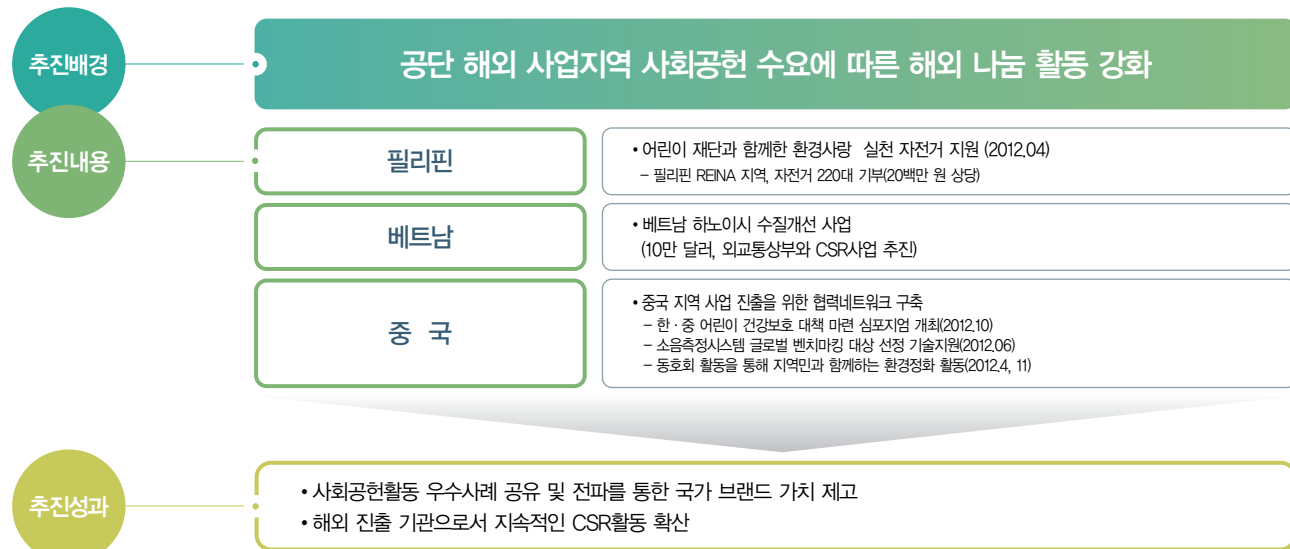 추진배경
공단 해외 사업지역 사회공헌 수요에 따른 해외 나눔 활동 강화
추진내용
필리핀
• 어린이 재단과 함께한 환경사랑 실천 자전거 지원 (2012.04)
– 필리핀 REINA 지역, 자전거 220대 기부(20백만 원 상당)
베트남
• 베트남 하노이시 수질개선 사업
(10만 달러, 외교통상부와 CSR사업 추진)
중 국
• 중국 지역 사업 진출을 위한 협력네트워크 구축
– 한 · 중 어린이 건강보호 대책 마련 심포지엄 개최(2012.10)
– 소음측정시스템 글로벌 벤치마킹 대상 선정 기술지원(2012.06)
– 동호회 활동을 통해 지역민과 함께하는 환경정화 활동(2012.4, 11)
추진성과
• 사회공헌활동 우수사례 공유 및 전파를 통한 국가 브랜드 가치 제고
• 해외 진출 기관으로서 지속적인 CSR활동 확산